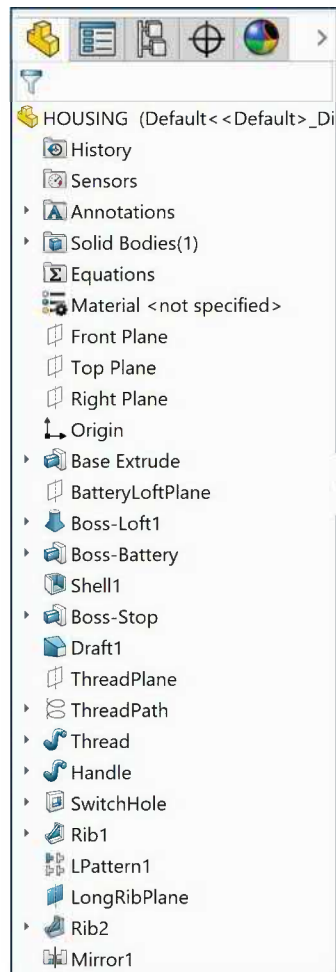 HOUSING (Default<<Default>_Di
History
Sensors
Annotations
Solid Bodies(1)
Equations
Material <not specified>
Front Plane
Top Plane
Right Plane
Origin
Base Extrude
BatteryLoftPlane
Boss-Loft1
Boss-Battery
Shell1
Boss-Stop
Draft1
ThreadPlane
ThreadPath
Thread
Handle
SwitchHole
Rib1
LPattern1
LongRibPlane
Rib2
Mirror1